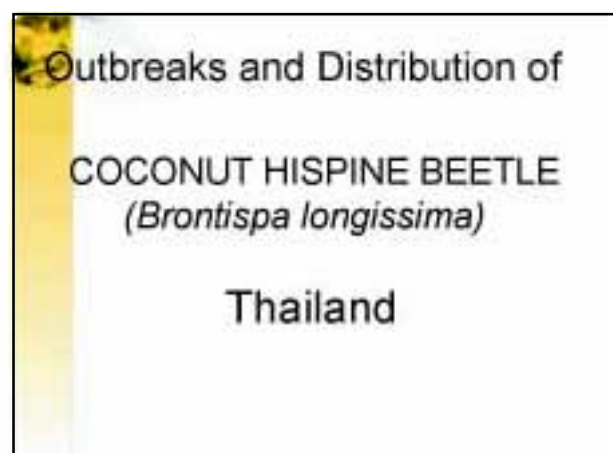 Outbreaks and Distribution of
COCONUT HISPINE BEETLE
(Brontispa longissima)
Thailand